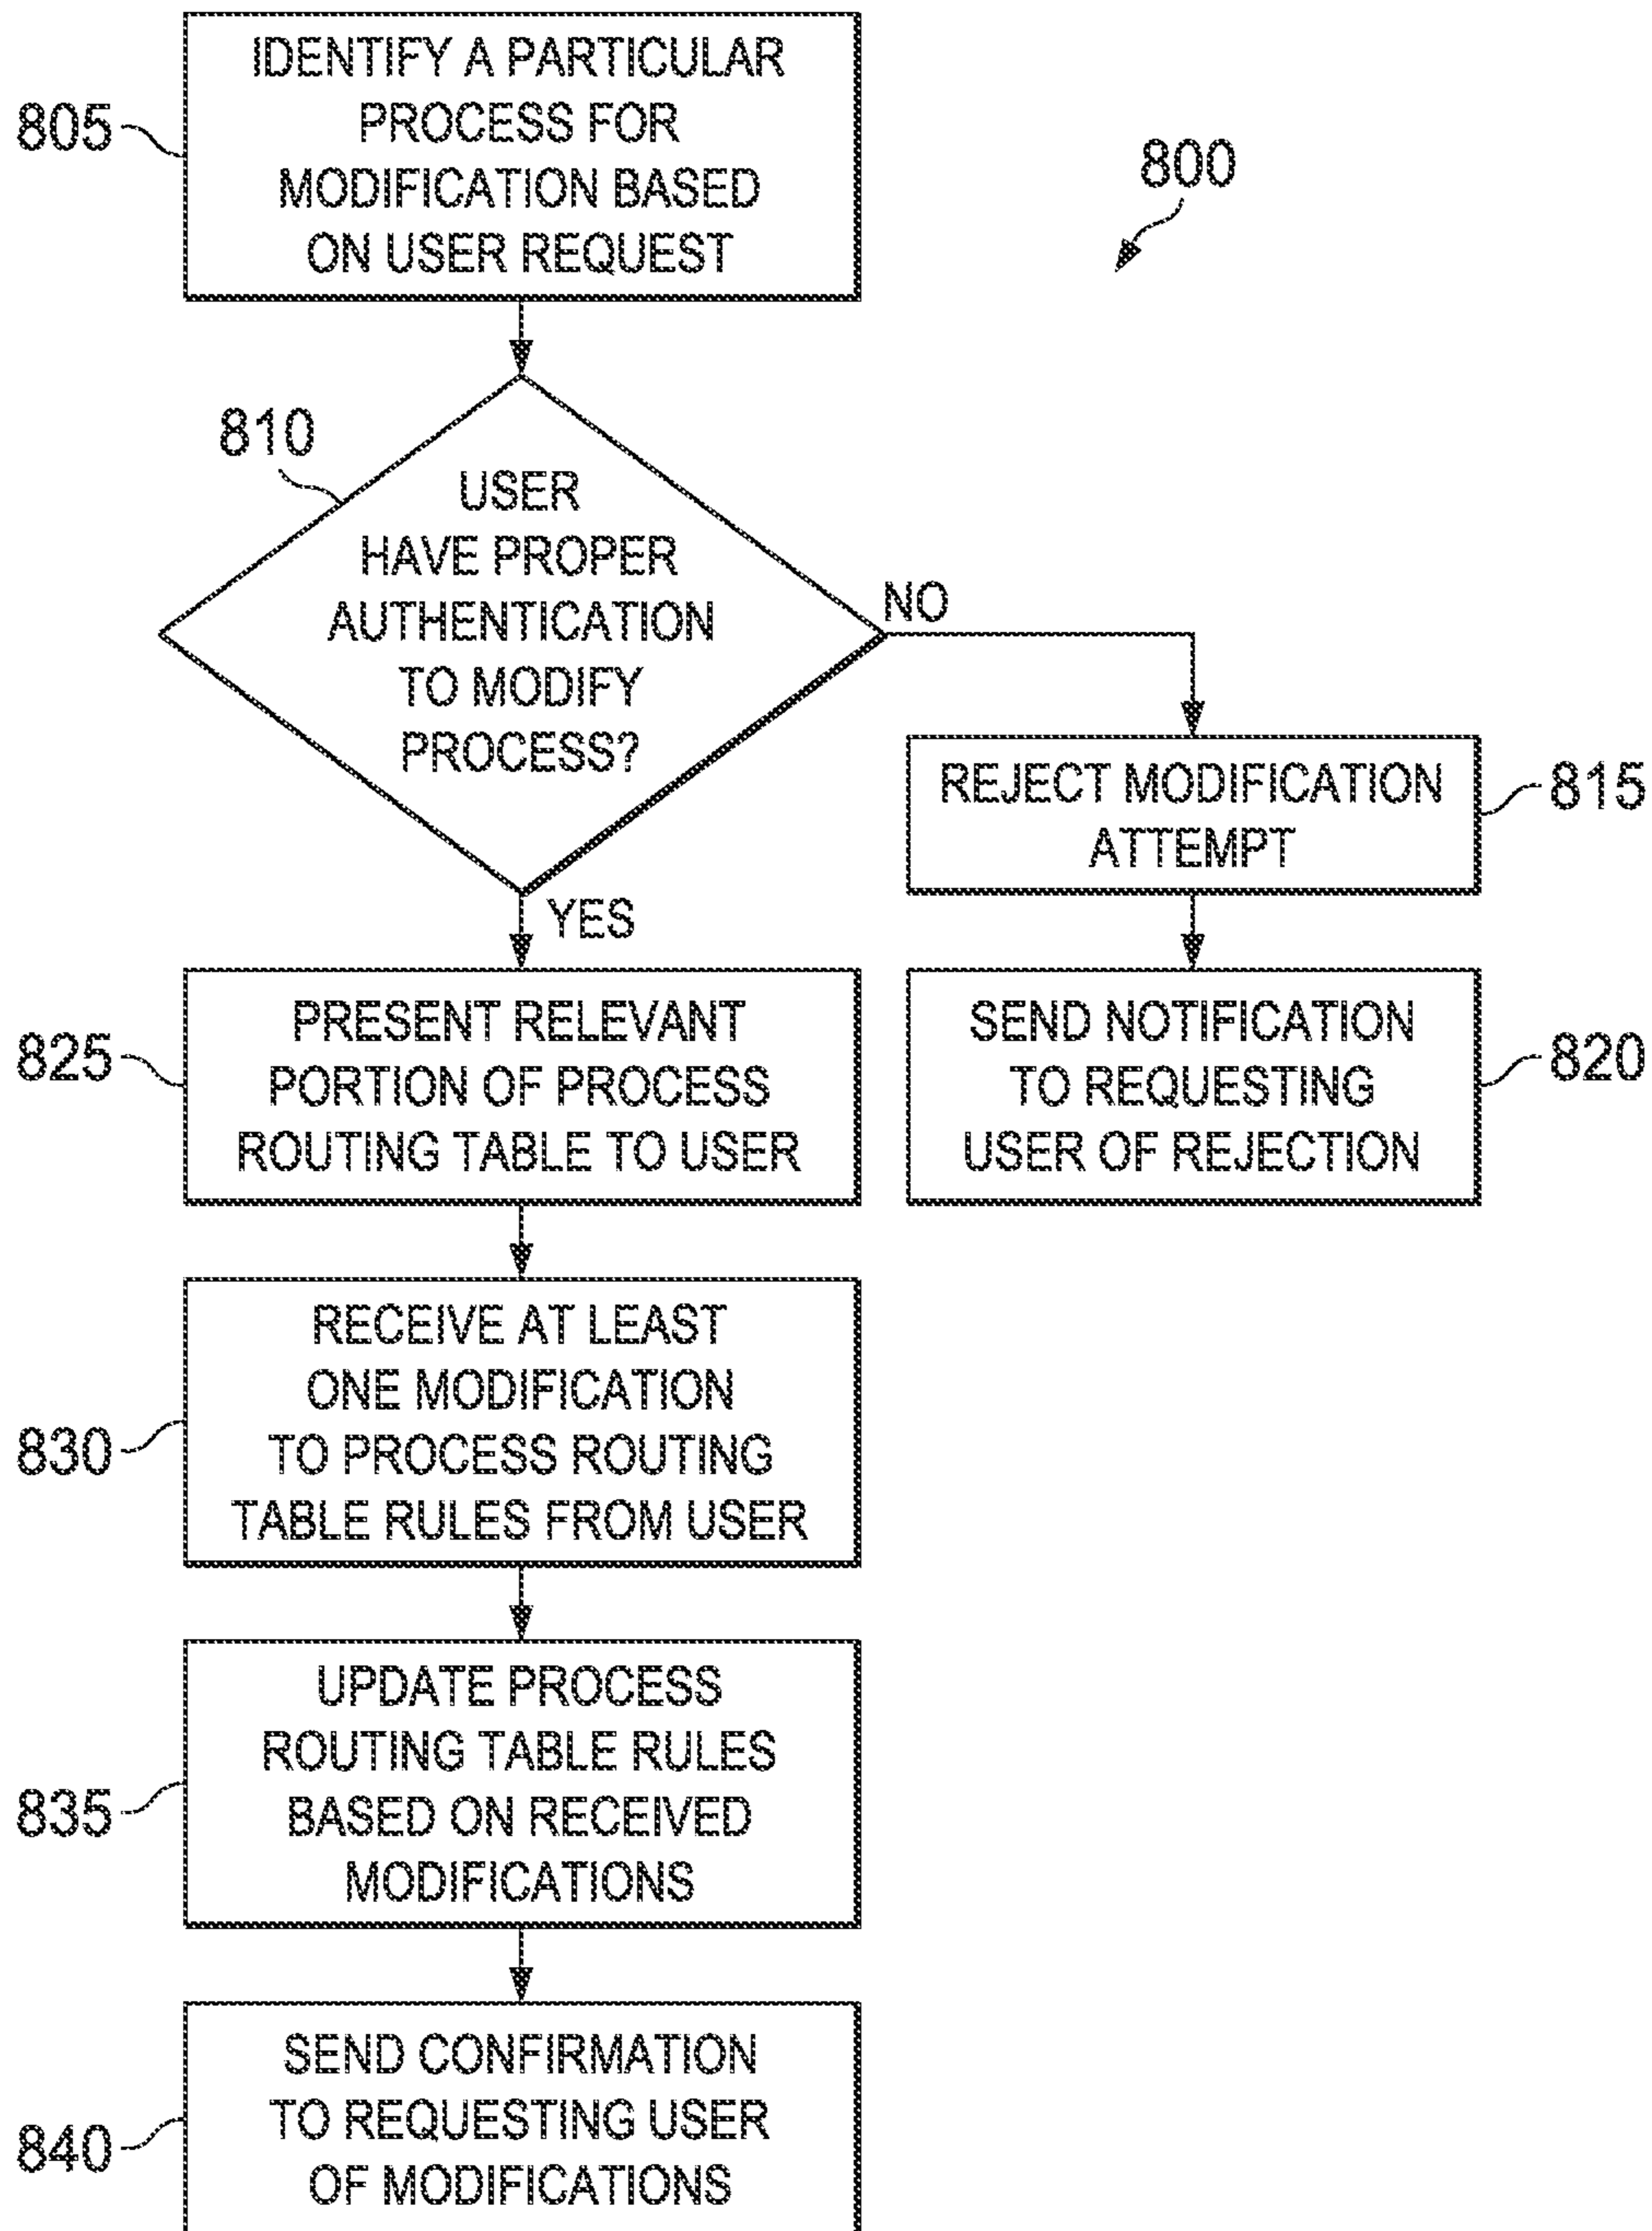 805
IDENTIFY A PARTICULAR
PROCESS FOR
MODIFICATION BASED
ON USER REQUEST
800
810
USER
HAVE PROPER
AUTHENTICATION
TO MODIFY
PROCESS?
NO
YES
REJECT MODIFICATION
ATTEMPT
815
SEND NOTIFICATION
TO REQUESTING
USER OF REJECTION
820
825
PRESENT RELEVANT
PORTION OF PROCESS
ROUTING TABLE TO USER
830
RECEIVE AT LEAST
ONE MODIFICATION
TO PROCESS ROUTING
TABLE RULES FROM USER
835
UPDATE PROCESS
ROUTING TABLE RULES
BASED ON RECEIVED
MODIFICATIONS
840
SEND CONFIRMATION
TO REQUESTING USER
OF MODIFICATIONS